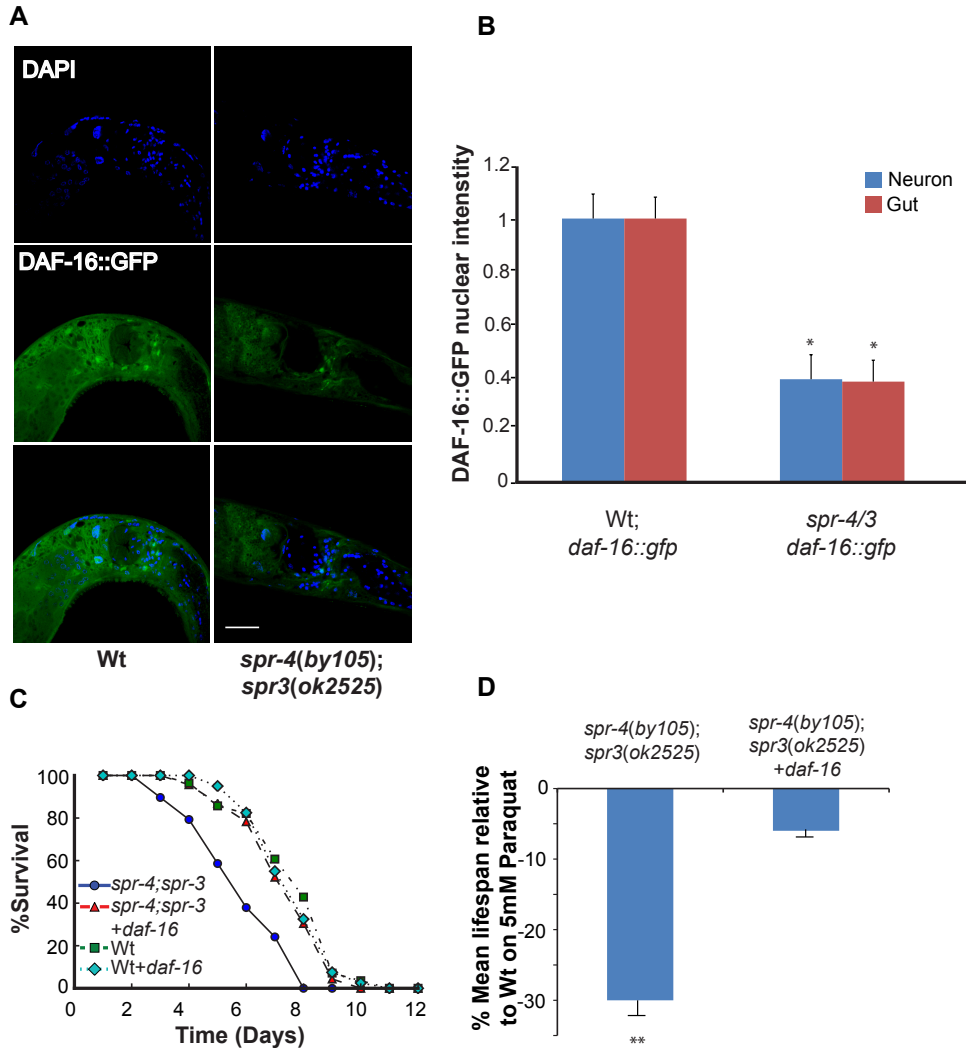 A
DAPI
DAF-16::GFP
Wt
spr-4(by105);
spr3(ok2525)
B
DAF-16::GFP nuclear intenstity
1.2
1
0.8
0.6
0.4
0.2
0
Neuron
Gut
*
*
Wt;
daf-16::gfp
spr-4/3
daf-16::gfp
C
%Survival
100
80
60
40
20
0
spr-4;spr-3
spr-4;spr-3
+daf-16
Wt
Wt+daf-16
0
2
4
6
8
10
12
Time (Days)
D
spr-4(by105);
spr3(ok2525)
spr-4(by105);
spr3(ok2525)
+daf-16
% Mean lifespan relative
to Wt on 5mM Paraquat
0
-10
-20
-30
**